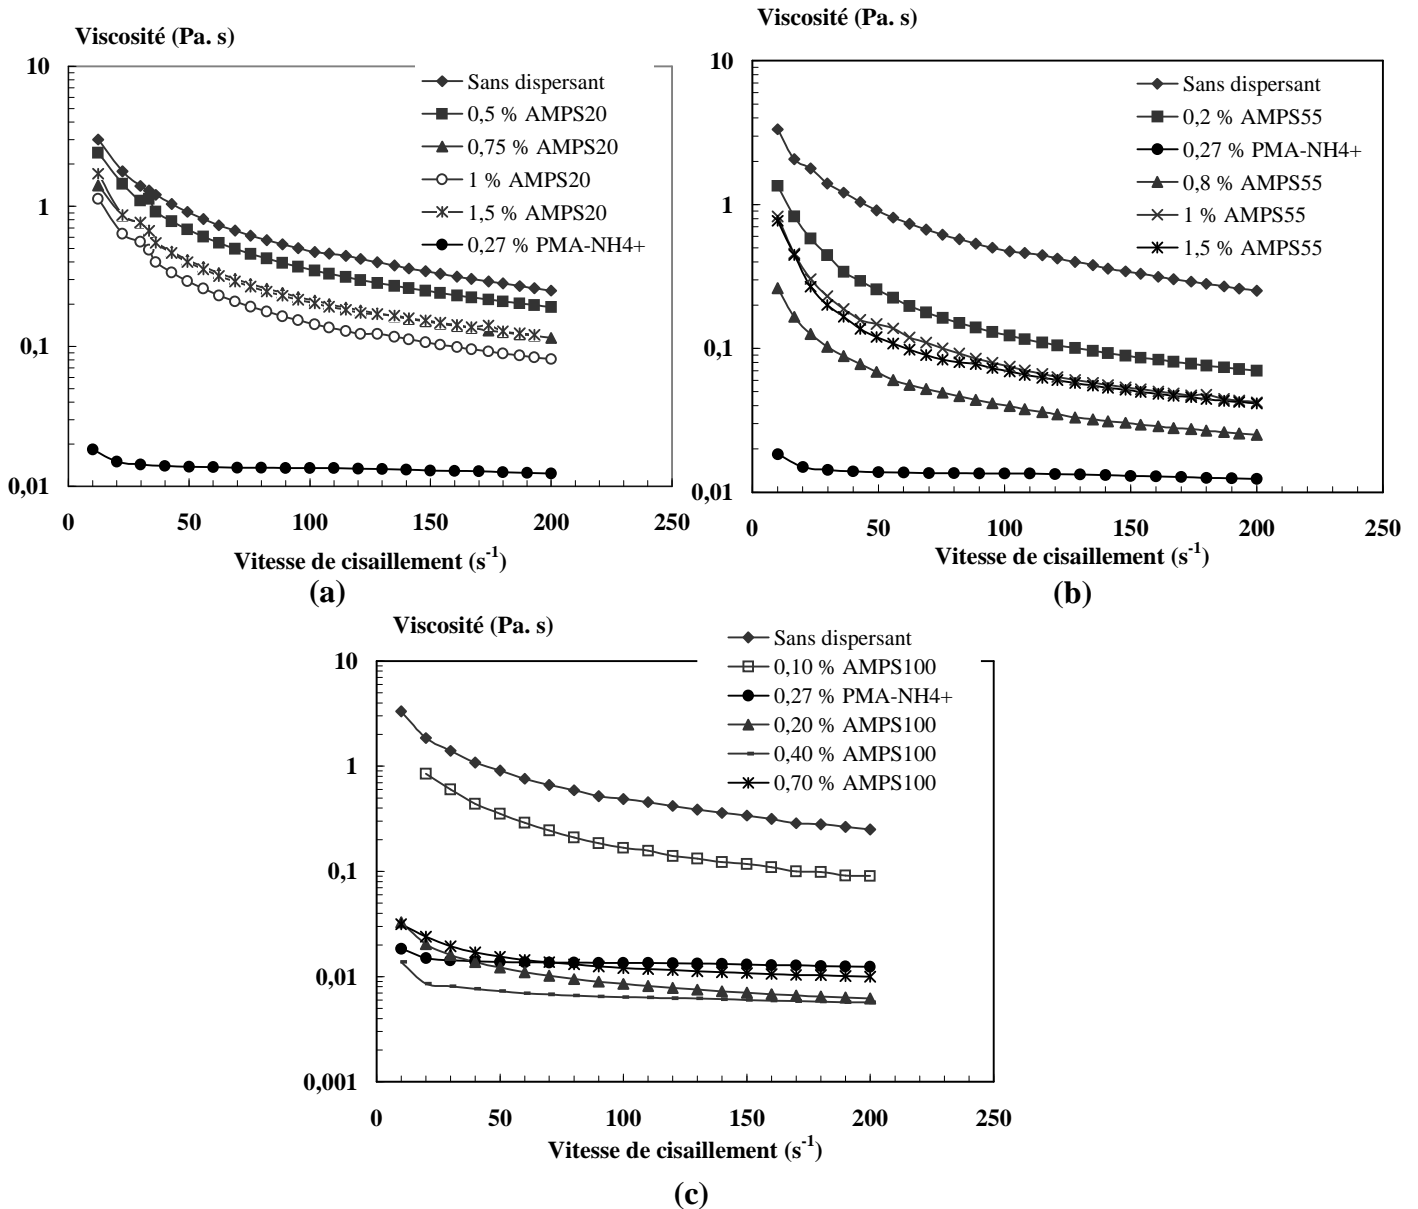 Viscosité (Pa. s)
10
1
0,1
0,01
0 50 100 150 200 250
Vitesse de cisaillement (s-1)
Sans dispersant
0,5 % AMPS20
0,75 % AMPS20
1 % AMPS20
1,5 % AMPS20
0,27 % PMA-NH4+
(a)
Viscosité (Pa. s)
10
1
0,1
0,01
0 50 100 150 200 250
Vitesse de cisaillement (s-1)
Sans dispersant
0,2 % AMPS55
0,27 % PMA-NH4+
0,8 % AMPS55
1 % AMPS55
1,5 % AMPS55
(b)
Viscosité (Pa. s)
10
1
0,1
0,01
0,001
0 50 100 150 200 250
Vitesse de cisaillement (s-1)
Sans dispersant
0,10 % AMPS100
0,27 % PMA-NH4+
0,20 % AMPS100
0,40 % AMPS100
0,70 % AMPS100
(c)